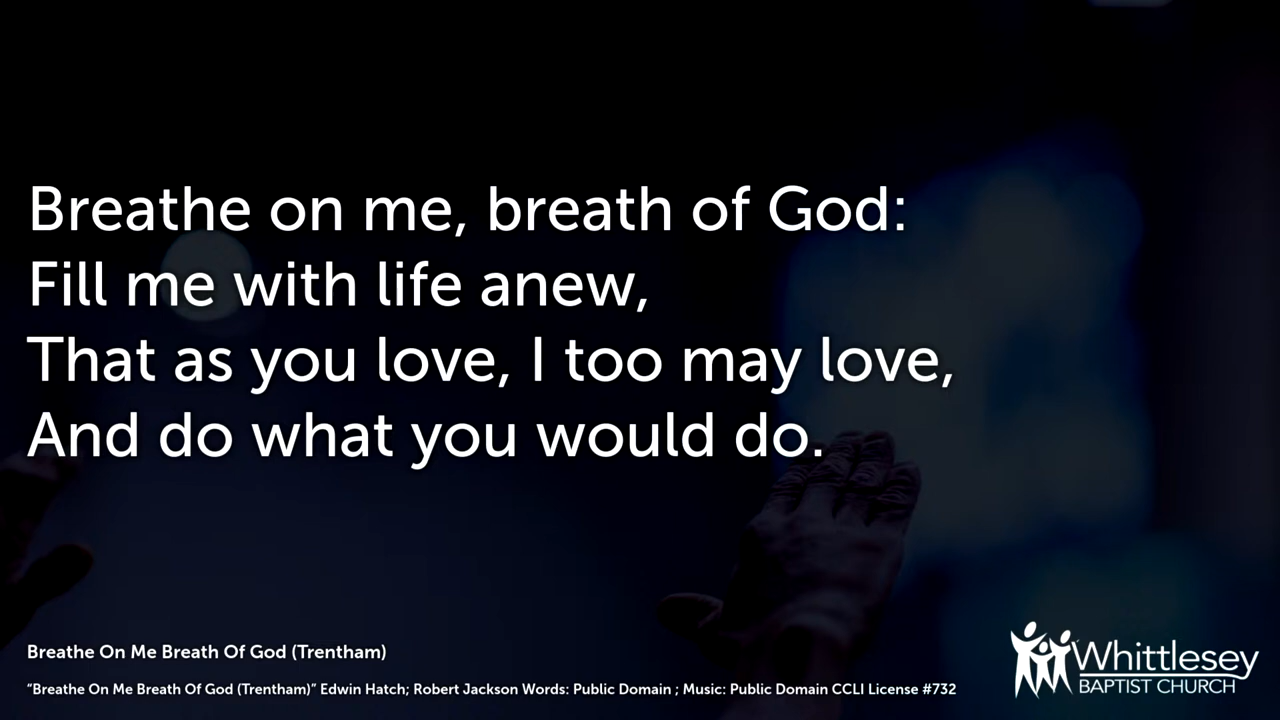 Breathe on me, breath of God:
Fill me with life anew,
That as you love, I too may love,
And do what you would do.
Breathe On Me Breath Of God (Trentham)
“Breathe On Me Breath Of God (Trentham)” Edwin Hatch; Robert Jackson Words: Public Domain ; Music: Public Domain CCLI License #732
Whittlesey
BAPTIST CHURCH